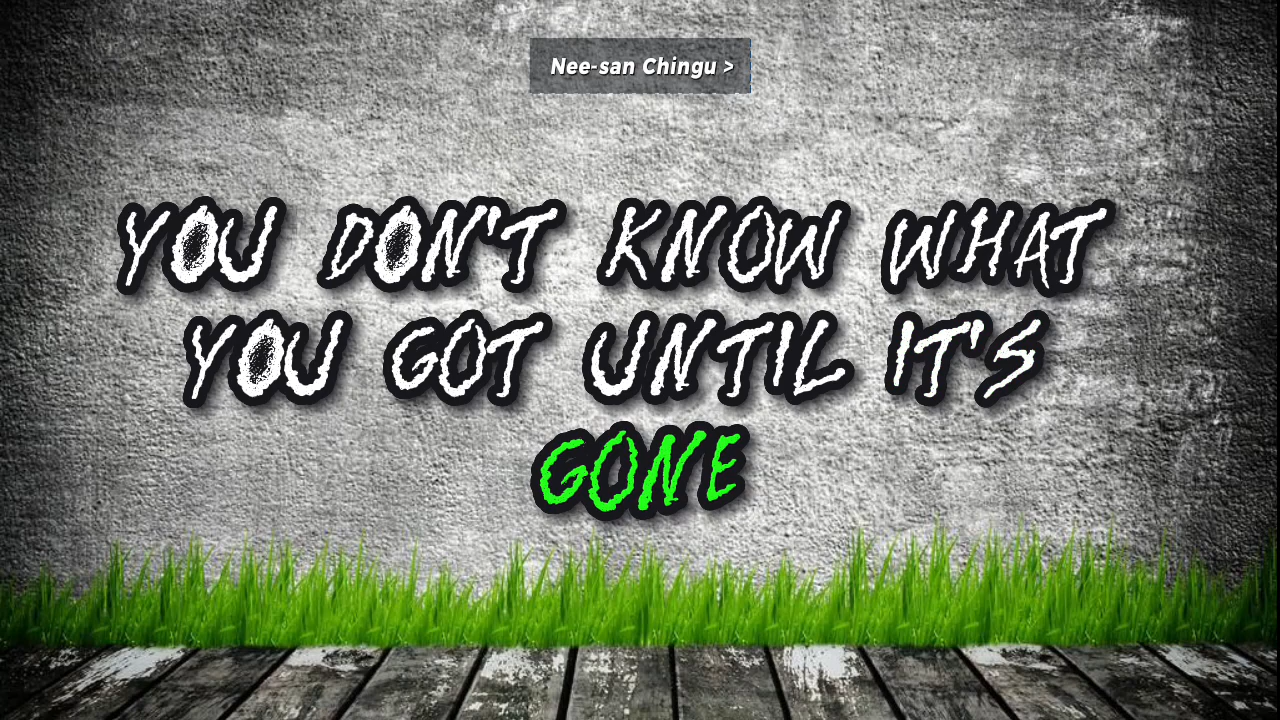 Nee-san Chingu >
YOU DON'T KNOW WHAT
YOU GOT UNTIL IT'S
GONE